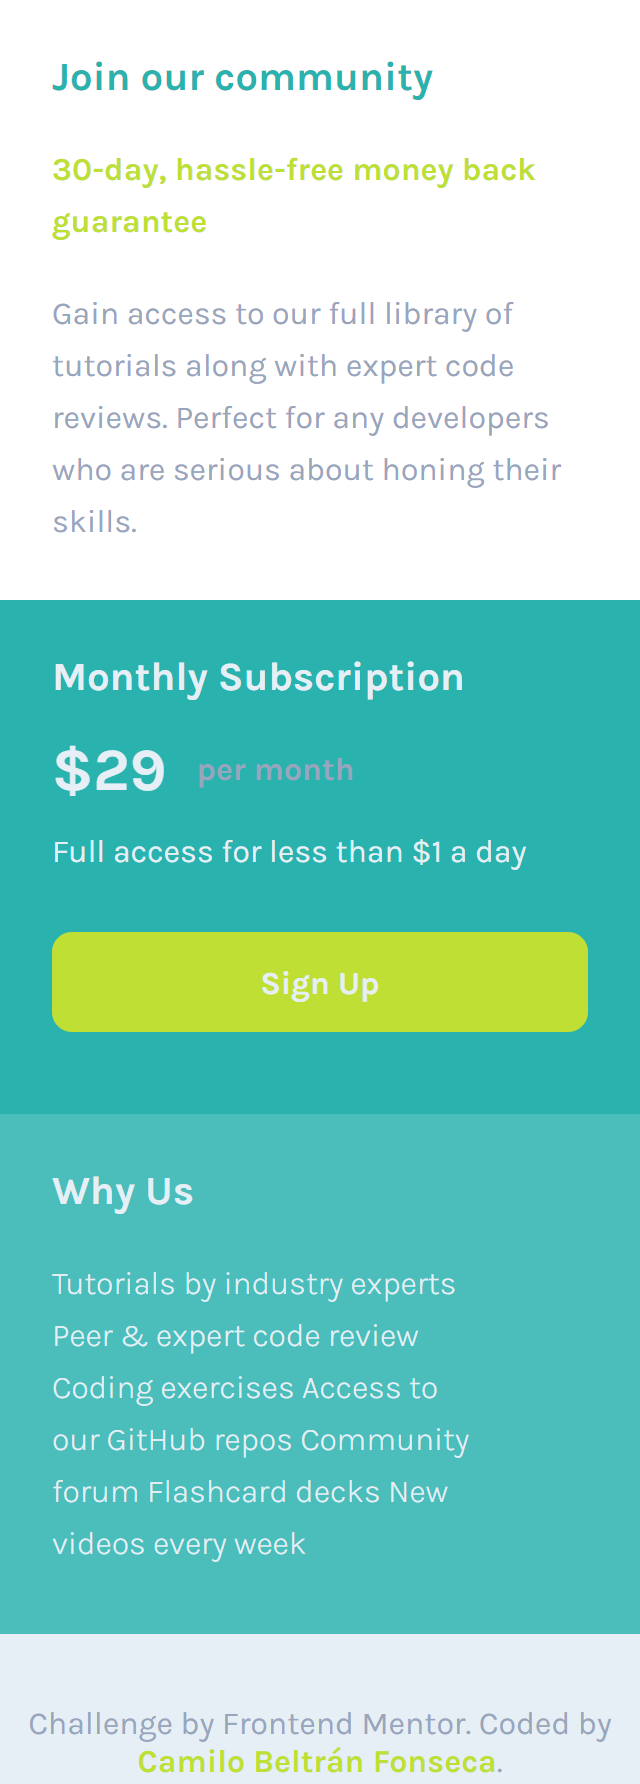 Join our community
30-day, hassle-free money back
guarantee
Gain access to our full library of
tutorials along with expert code
reviews. Perfect for any developers
who are serious about honing their
skills.
Monthly Subscription
$29 per month
Full access for less than $1 a day
Sign Up
Why Us
Tutorials by industry experts
Peer & expert code review
Coding exercises Access to
our GitHub repos Community
forum Flashcard decks New
videos every week
Challenge by Frontend Mentor. Coded by
Camilo Beltrán Fonseca.